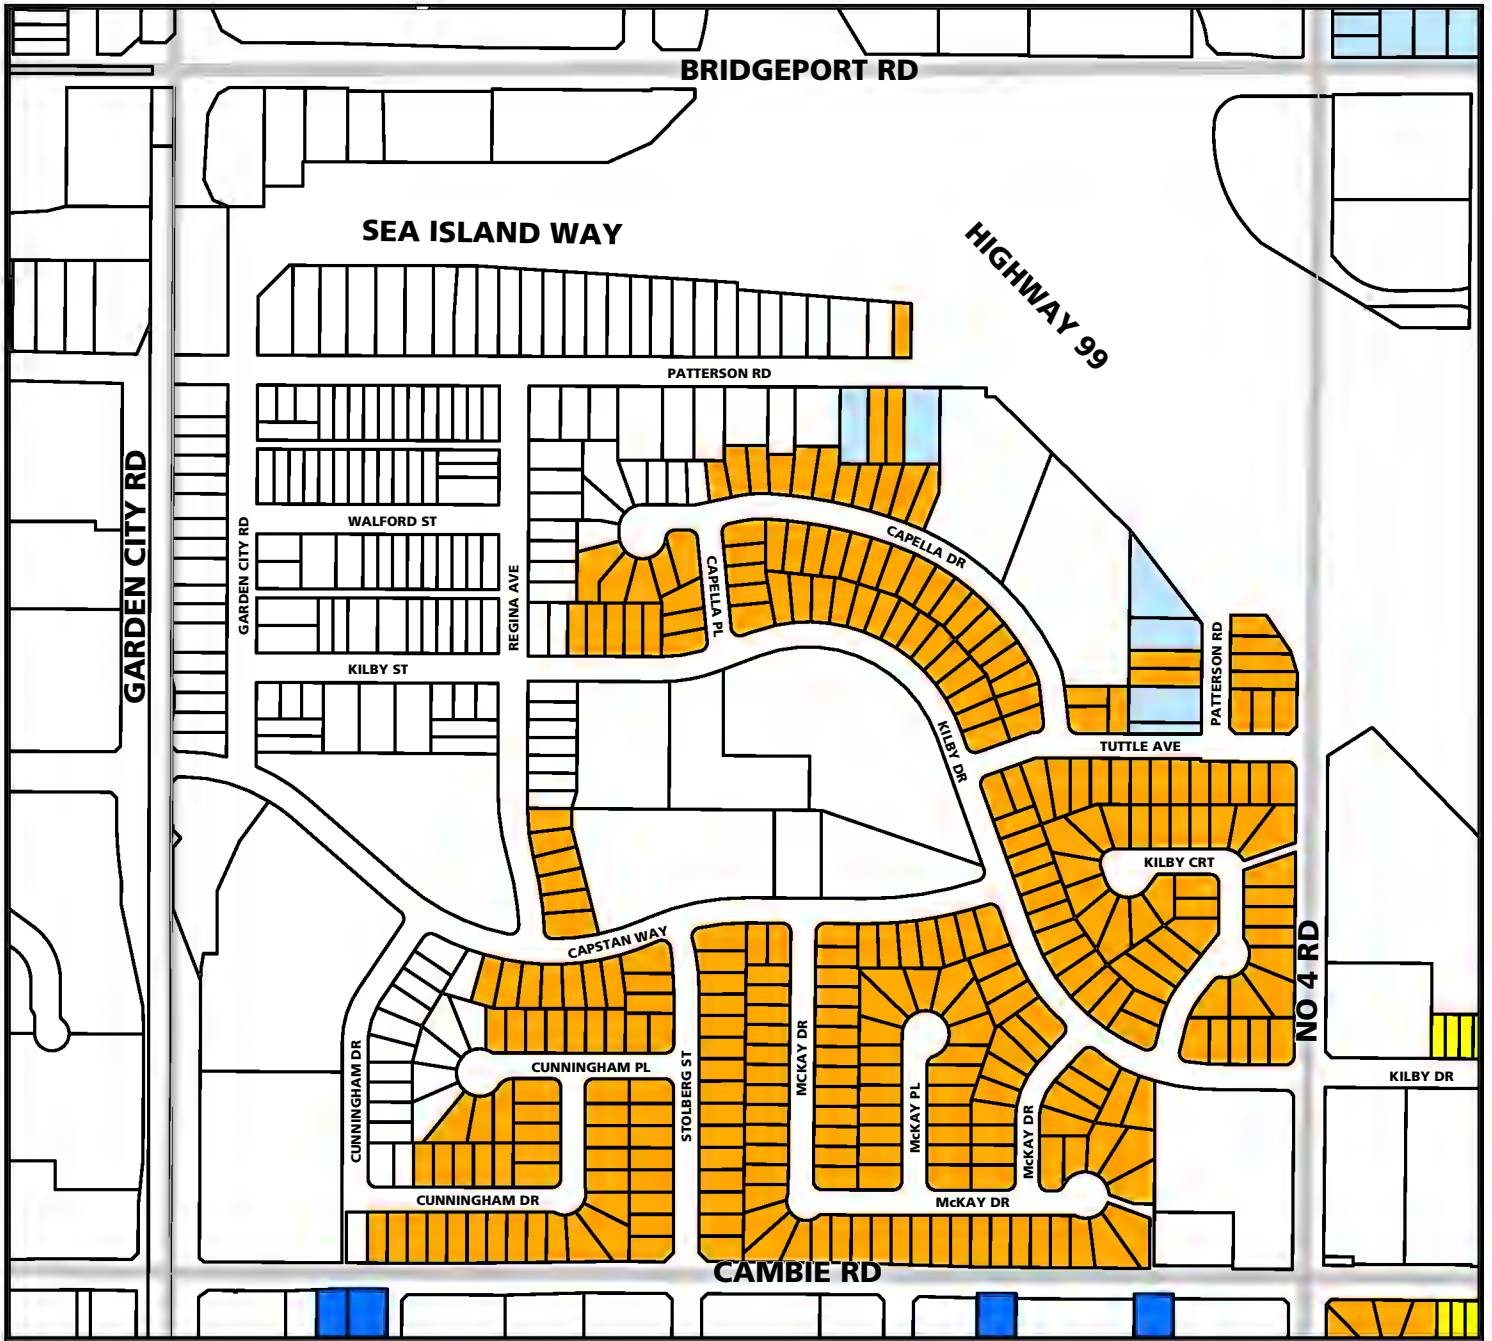 BRIDGEPORT RD
SEA ISLAND WAY
HIGHWAY 99
PATTERSON RD
GARDEN CITY RD
GARDEN CITY RD
WALFORD ST
REGINA AVE
CAPELLA DR
CAPELLA PL
KILBY ST
PATTERSON RD
KILBY DR
TUTTLE AVE
KILBY CRT
CAPSTAN WAY
NO 4 RD
CUNNINGHAM DR
CUNNINGHAM PL
STOLBERG ST
MCKAY DR
McKAY PL
McKAY DR
KILBY DR
CUNNINGHAM DR
McKAY DR
CAMBIE RD